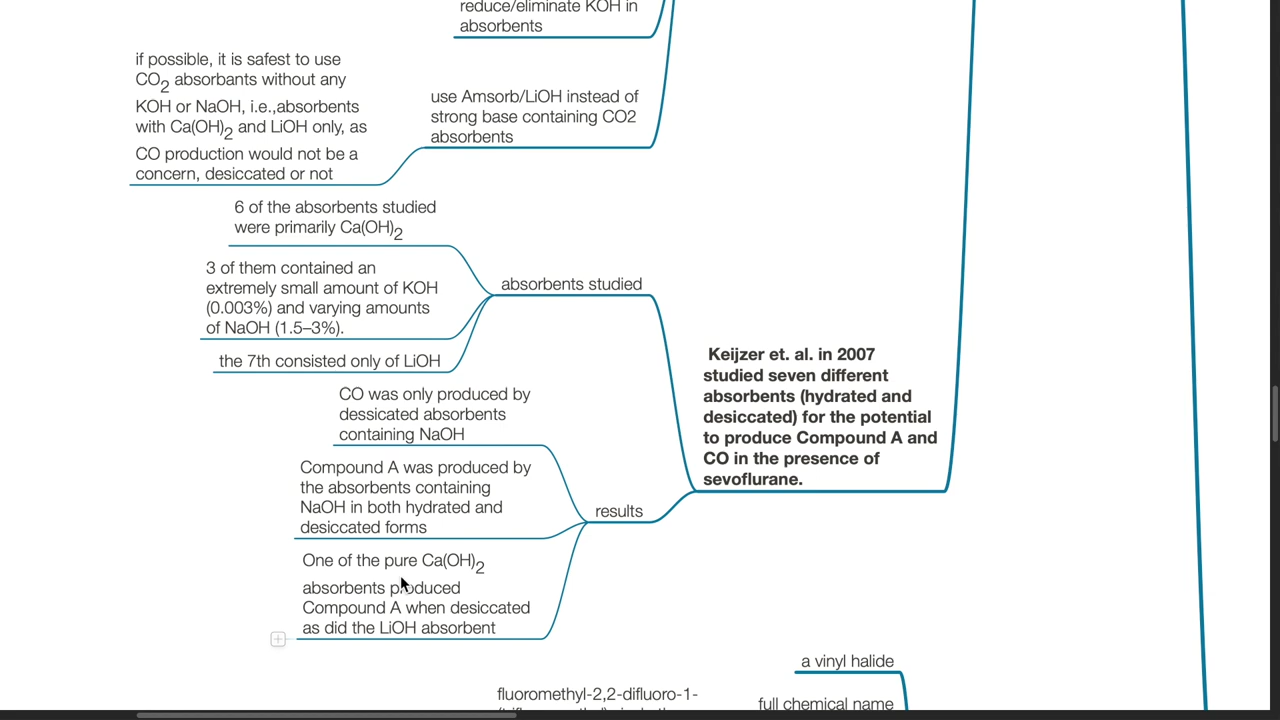 reduce/eliminate KOH in
absorbents
if possible, it is safest to use
CO2 absorbants without any
KOH or NaOH, i.e.,absorbents
with Ca(OH)2 and LiOH only, as
CO production would not be a
concern, desiccated or not
use Amsorb/LiOH instead of
strong base containing CO2
absorbents
6 of the absorbents studied
were primarily Ca(OH)2
3 of them contained an
extremely small amount of KOH
(0.003%) and varying amounts
of NaOH (1.5–3%).
the 7th consisted only of LiOH
absorbents studied
Keijzer et. al. in 2007
studied seven different
absorbents (hydrated and
desiccated) for the potential
to produce Compound A and
CO in the presence of
sevoflurane.
CO was only produced by
dessicated absorbents
containing NaOH
Compound A was produced by
the absorbents containing
NaOH in both hydrated and
desiccated forms
One of the pure Ca(OH)2
absorbents produced
Compound A when desiccated
as did the LiOH absorbent
results
a vinyl halide
fluoromethyl-2,2-difluoro-1-
full chemical name